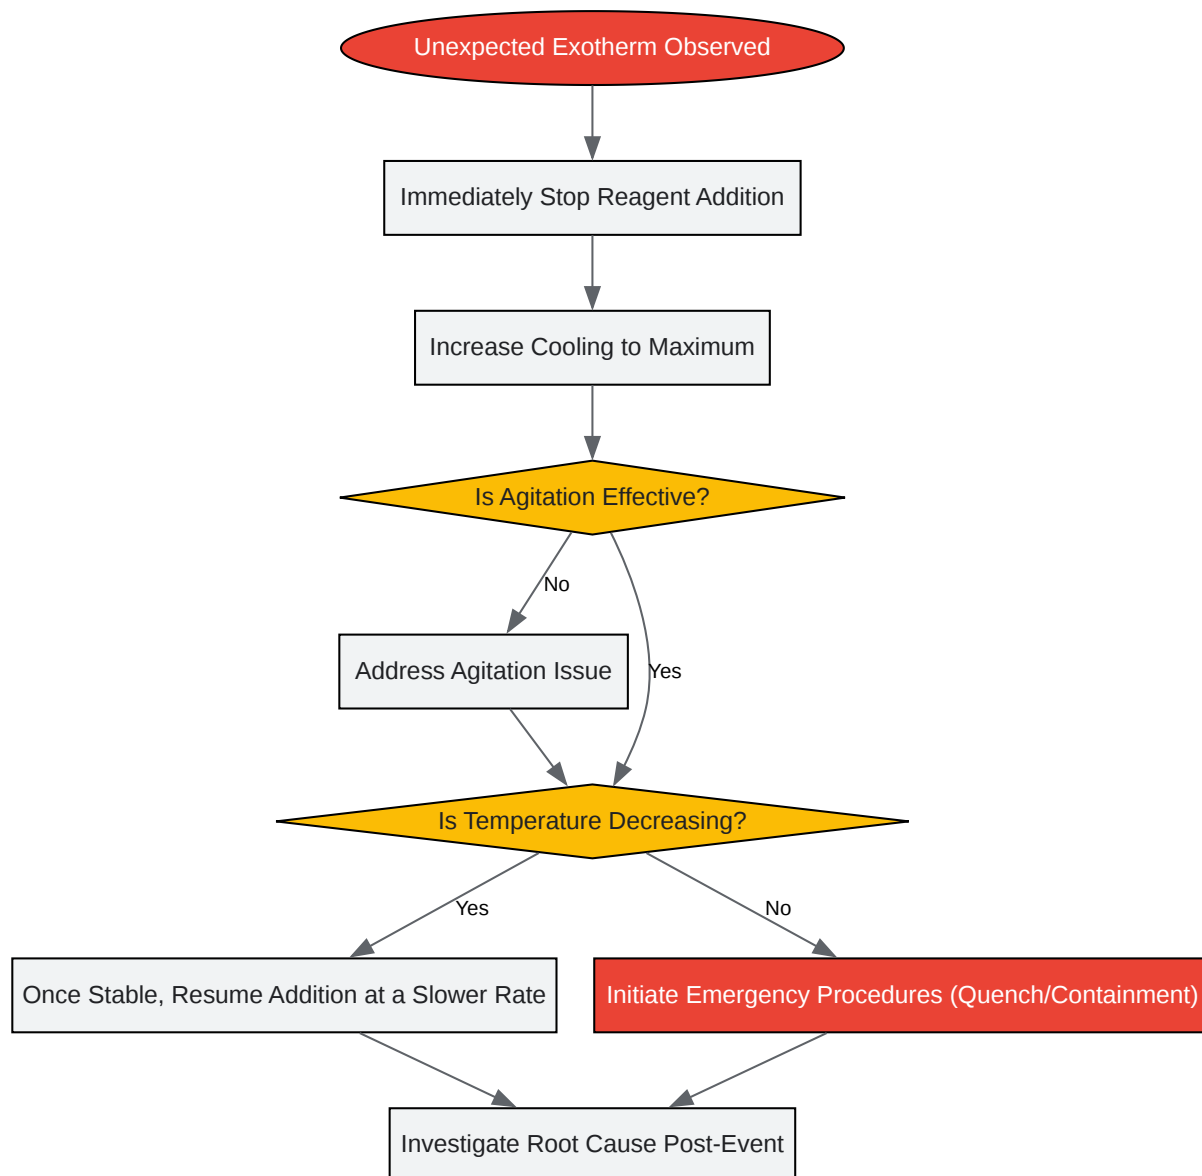 Unexpected Exotherm Observed
Immediately Stop Reagent Addition
Increase Cooling to Maximum
Is Agitation Effective?
No
Address Agitation Issue
Yes
Is Temperature Decreasing?
Yes
No
Once Stable, Resume Addition at a Slower Rate
Initiate Emergency Procedures (Quench/Containment)
Investigate Root Cause Post-Event